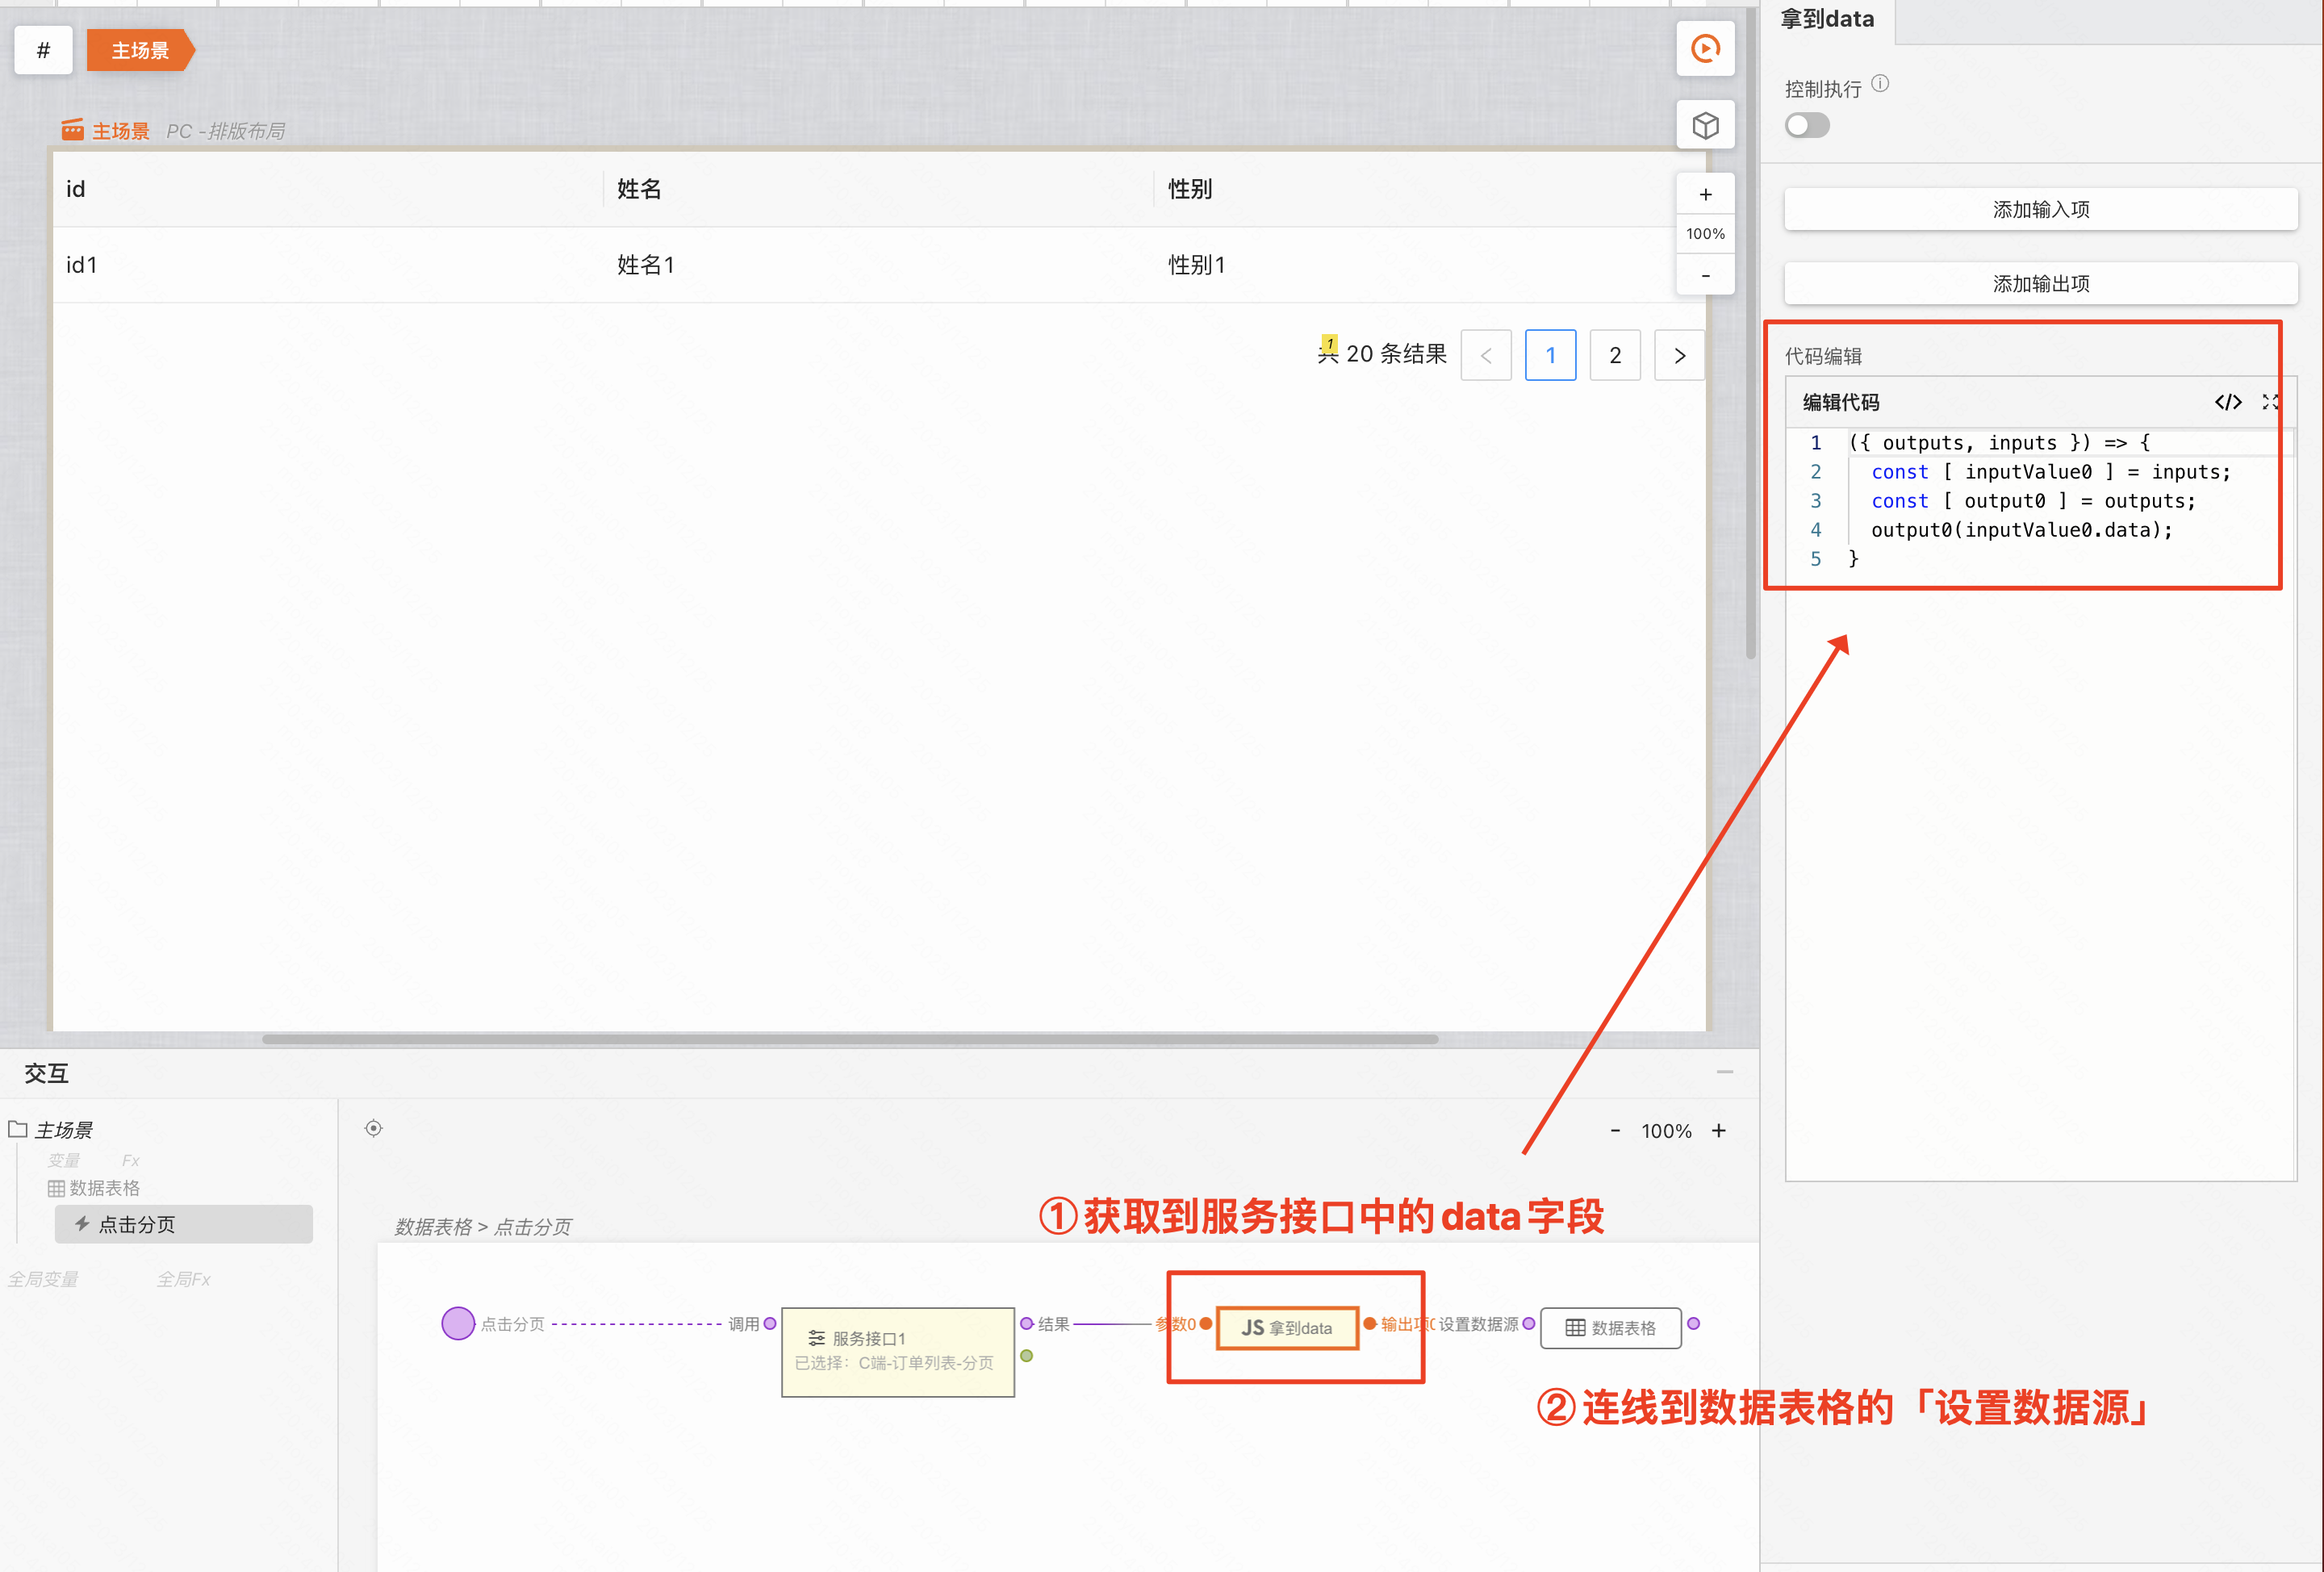 #
主场景
主场景 PC -排版布局
id 姓名 性别
id1 姓名1 性别1
1
共 20 条结果 < 1 2 >
+
100%
-
拿到data
控制执行
添加输入项
添加输出项
代码编辑
编辑代码 </>
1 ({ outputs, inputs }) => {
2 const [ inputValue0 ] = inputs;
3 const [ output0 ] = outputs;
4 output0(inputValue0.data);
5 }
交互
主场景
变量 Fx
数据表格
点击分页
全局变量 全局Fx
- 100% +
①获取到服务接口中的data字段
数据表格 > 点击分页
点击分页 调用 服务接口1 结果 参数0 JS 拿到data 输出项0 设置数据源 数据表格
已选择：C端-订单列表-分页
②连线到数据表格的「设置数据源」